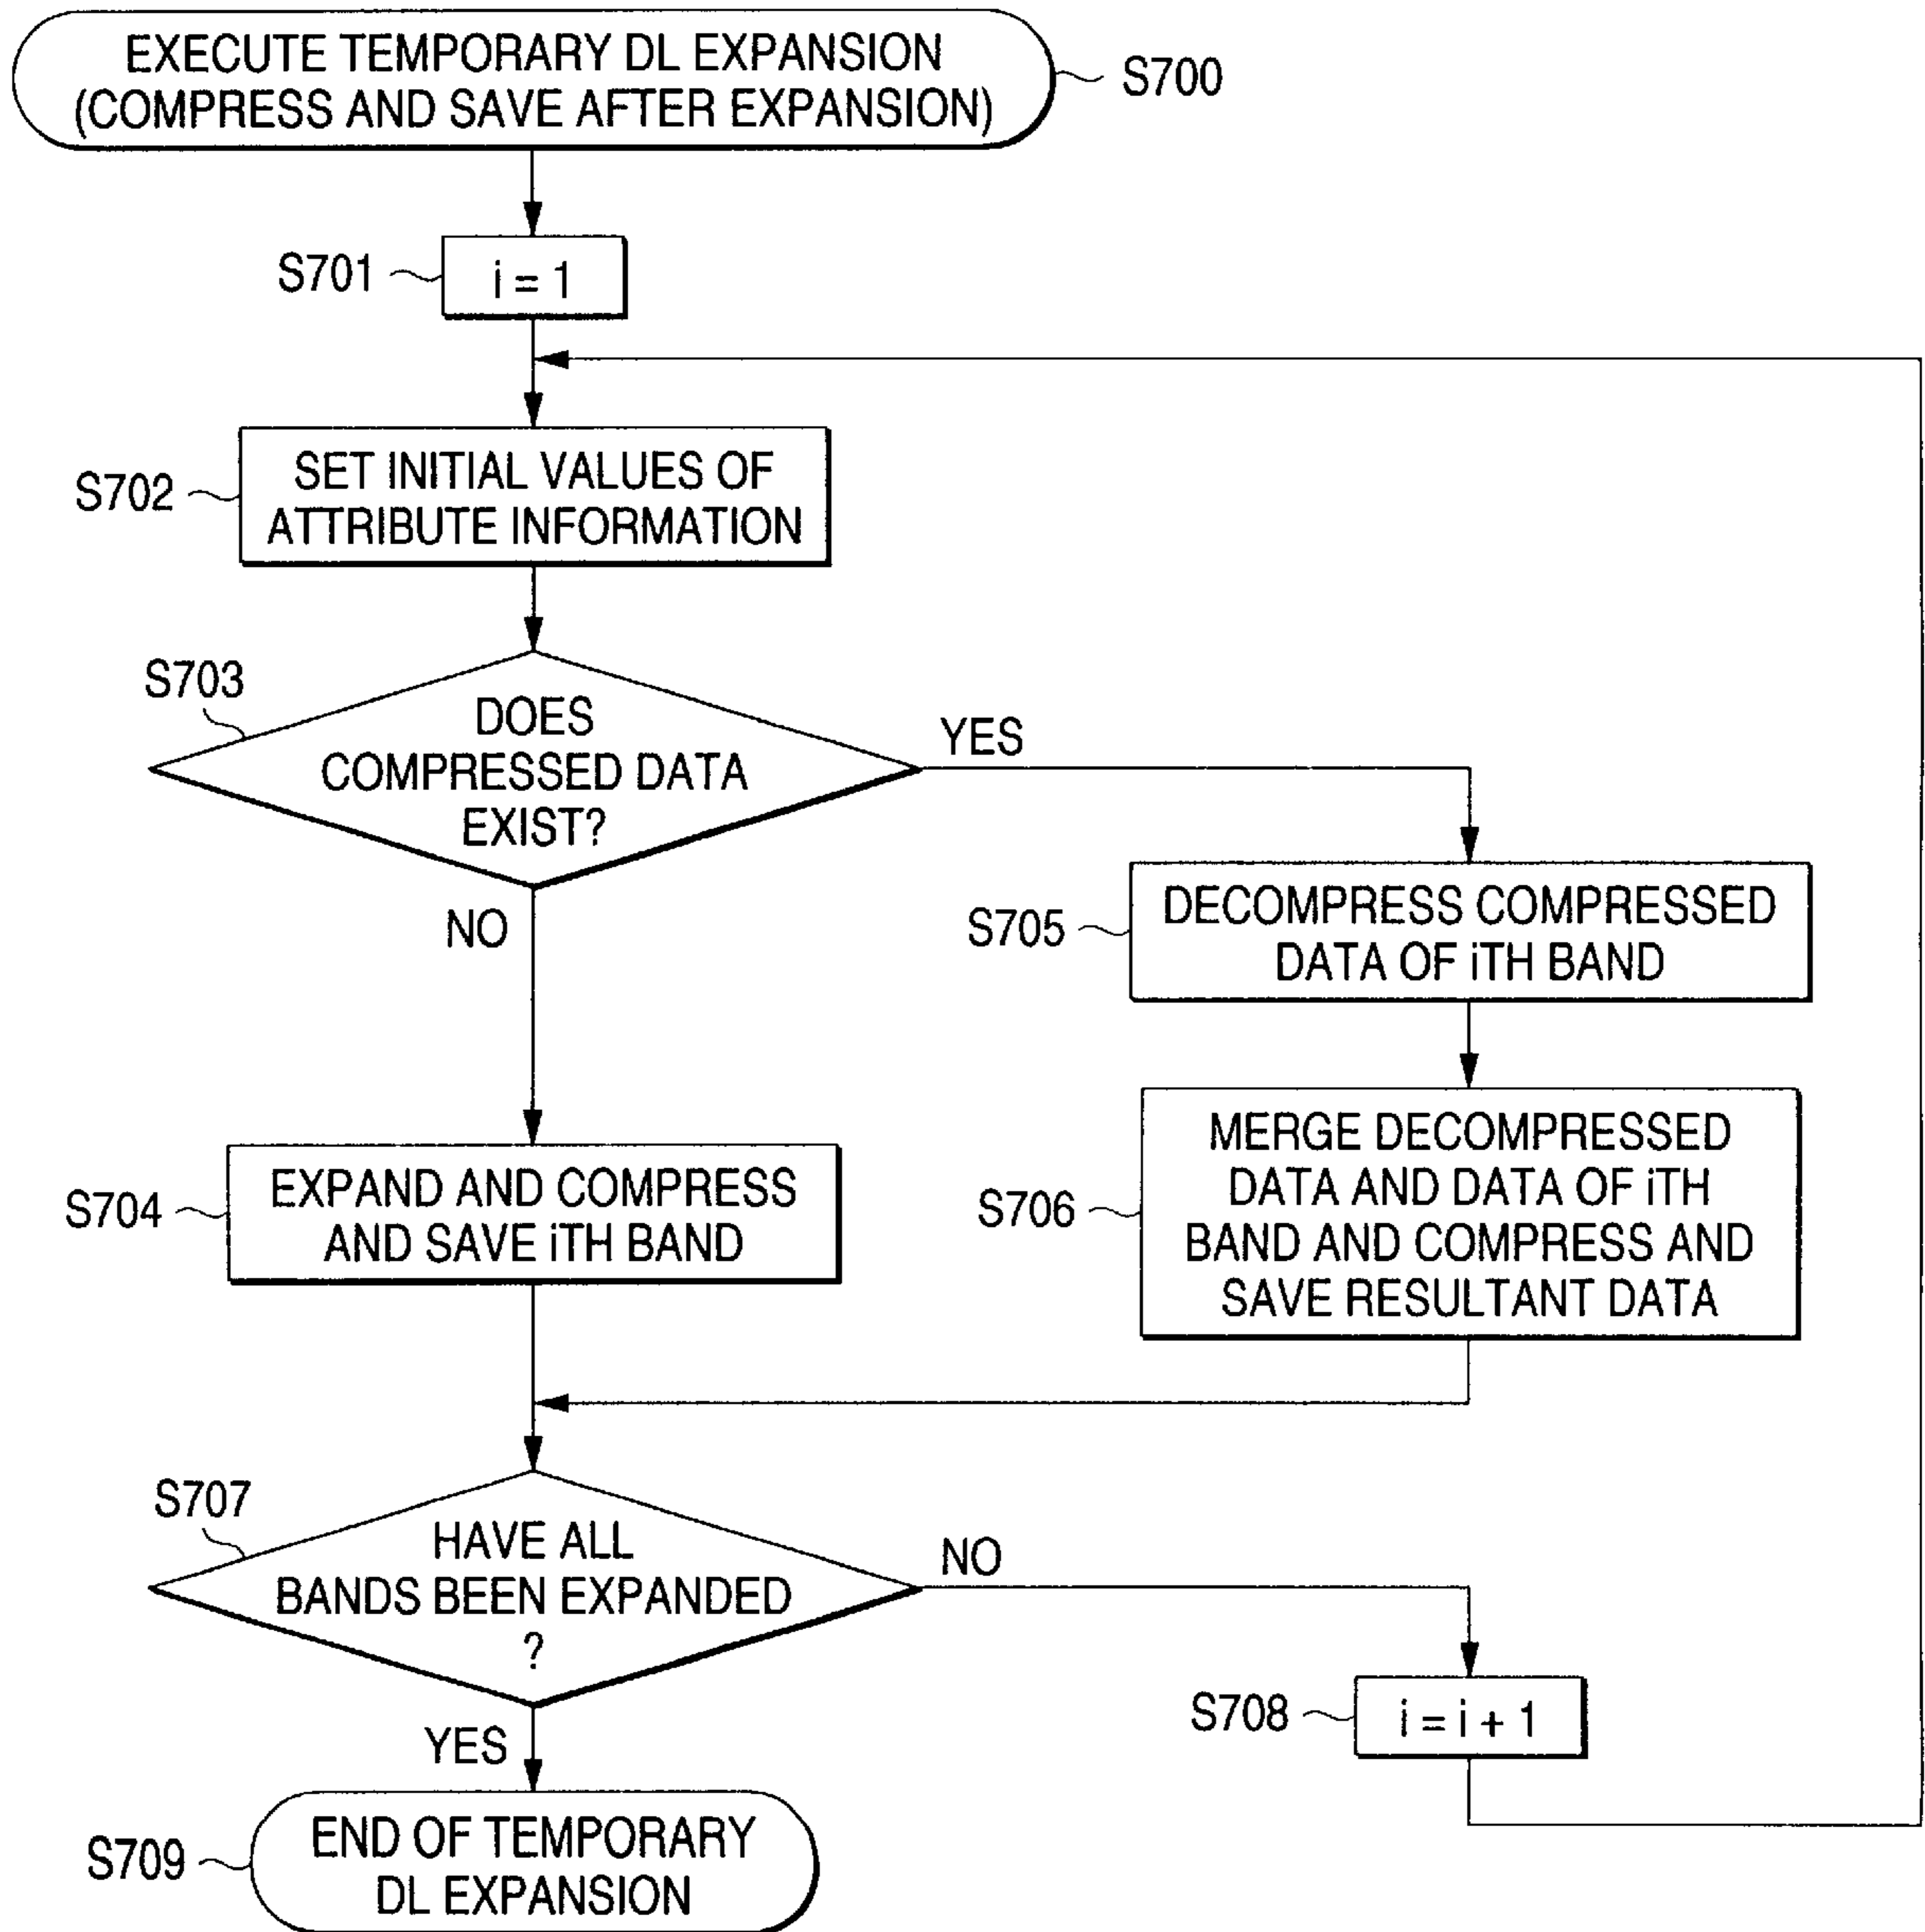 EXECUTE TEMPORARY DL EXPANSION
(COMPRESS AND SAVE AFTER EXPANSION)
S700
S701
i = 1
S702
SET INITIAL VALUES OF
ATTRIBUTE INFORMATION
S703
DOES
COMPRESSED DATA
EXIST?
YES
NO
S705
DECOMPRESS COMPRESSED
DATA OF iTH BAND
S704
EXPAND AND COMPRESS
AND SAVE iTH BAND
S706
MERGE DECOMPRESSED
DATA AND DATA OF iTH
BAND AND COMPRESS AND
SAVE RESULTANT DATA
S707
HAVE ALL
BANDS BEEN EXPANDED
?
NO
YES
S708
i = i + 1
S709
END OF TEMPORARY
DL EXPANSION